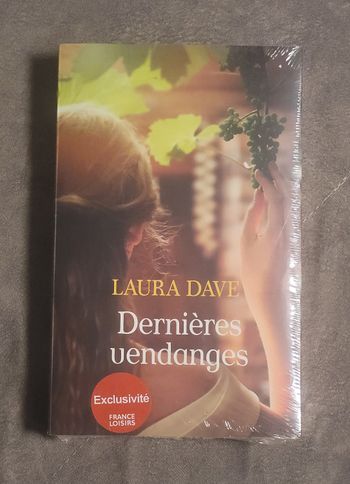 LAURA DAVE
Dernières
vendanges
Exclusivité
FRANCE
LOISIRS